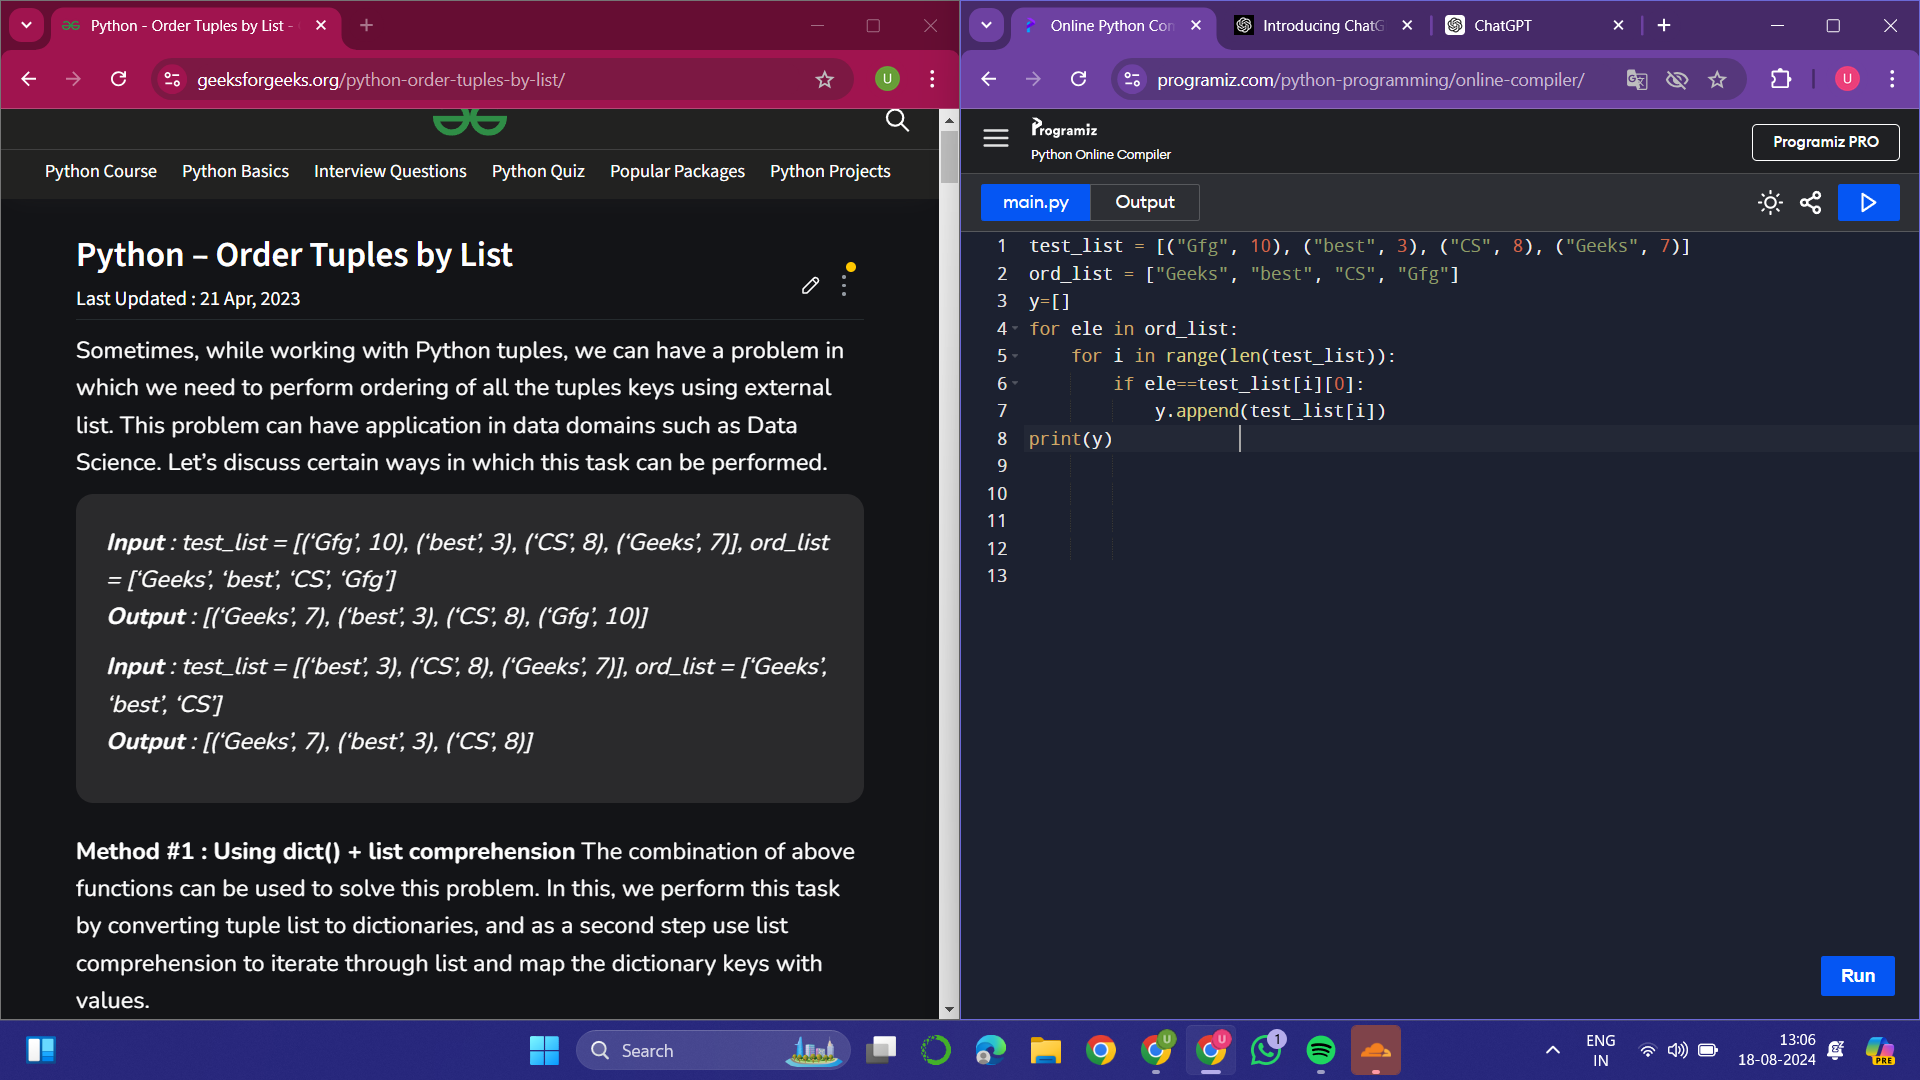 Python - Order Tuples by List -
geeksforgeeks.org/python-order-tuples-by-list/
U
Python Course Python Basics Interview Questions Python Quiz Popular Packages Python Projects
Python – Order Tuples by List
Last Updated : 21 Apr, 2023
Sometimes, while working with Python tuples, we can have a problem in
which we need to perform ordering of all the tuples keys using external
list. This problem can have application in data domains such as Data
Science. Let’s discuss certain ways in which this task can be performed.
Input : test_list = [(‘Gfg’, 10), (‘best’, 3), (‘CS’, 8), (‘Geeks’, 7)], ord_list
= [‘Geeks’, ‘best’, ‘CS’, ‘Gfg’]
Output : [(‘Geeks’, 7), (‘best’, 3), (‘CS’, 8), (‘Gfg’, 10)]
Input : test_list = [(‘best’, 3), (‘CS’, 8), (‘Geeks’, 7)], ord_list = [‘Geeks’,
‘best’, ‘CS’]
Output : [(‘Geeks’, 7), (‘best’, 3), (‘CS’, 8)]
Method #1 : Using dict() + list comprehension The combination of above
functions can be used to solve this problem. In this, we perform this task
by converting tuple list to dictionaries, and as a second step use list
comprehension to iterate through list and map the dictionary keys with
values.
Online Python Con
Introducing ChatG
ChatGPT
programiz.com/python-programming/online-compiler/
U
Programiz
Python Online Compiler
Programiz PRO
main.py Output
1 test_list = [("Gfg", 10), ("best", 3), ("CS", 8), ("Geeks", 7)]
2 ord_list = ["Geeks", "best", "CS", "Gfg"]
3 y=[]
4 for ele in ord_list:
5 for i in range(len(test_list)):
6 if ele==test_list[i][0]:
7 y.append(test_list[i])
8 print(y)
9
10
11
12
13
Run
Search
U
U
1
ENG
IN
13:06
18-08-2024
PRE